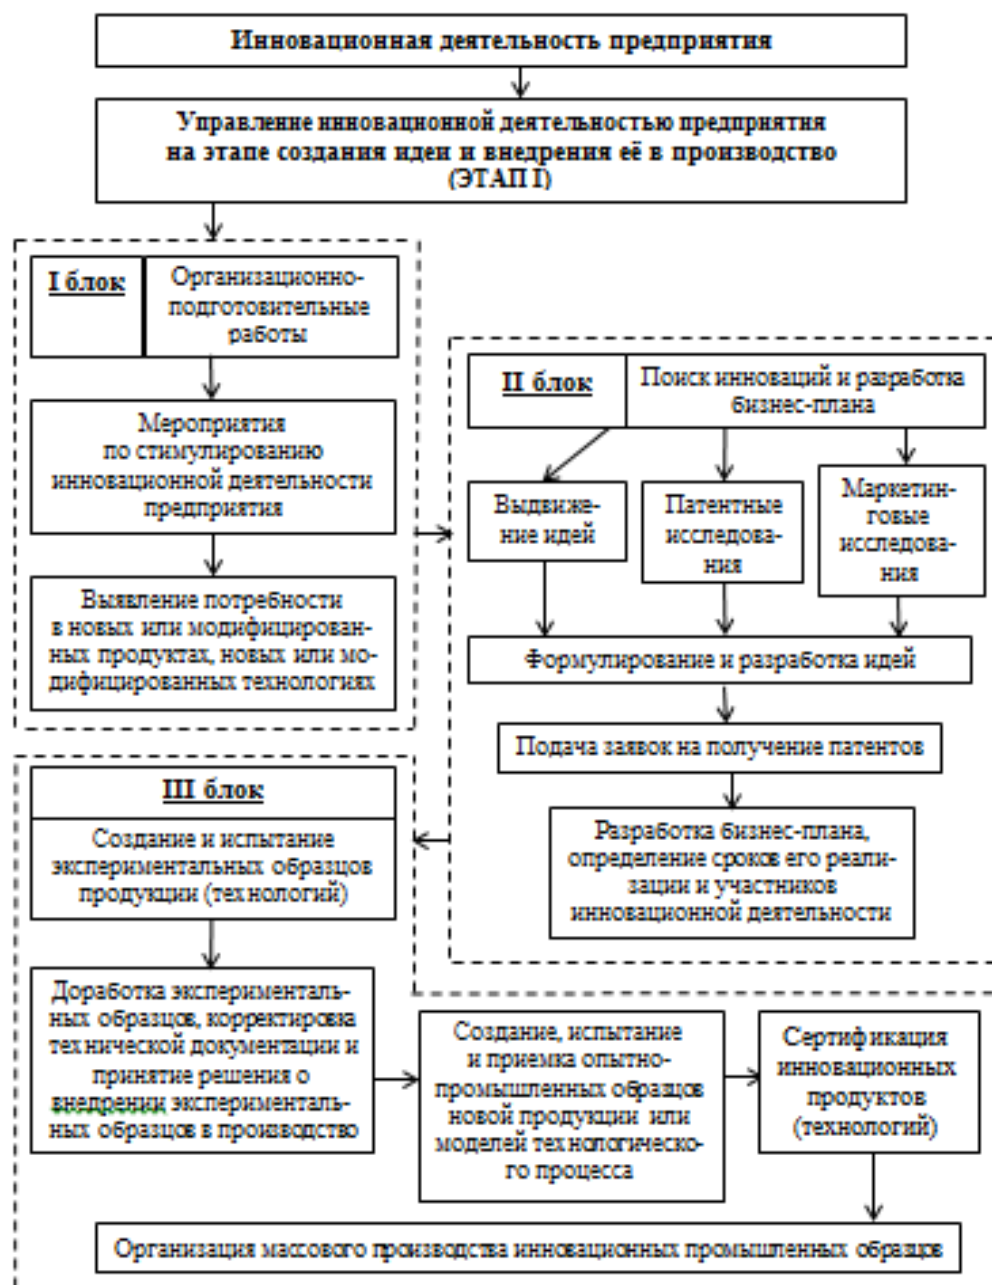 Инновационная деятельность предприятия
Управление инновационной деятельностью предприятия
на этапе создания идеи и внедрения её в производство
(ЭТАП I)
I блок
Организационно-
подготовительные
работы
Мероприятия
по стимулированию
инновационной деятельности
предприятия
Выявление потребности
в новых или модифицирован-
ных продуктах, новых или мо-
дифицированных технологиях
II блок
Поиск инноваций и разработка
бизнес-плана
Выдвиже-
ние идей
Патентные
исследова-
ния
Маркетин-
говые
исследова-
ния
Формулирование и разработка идей
Подача заявок на получение патентов
Разработка бизнес-плана,
определение сроков его реали-
зации и участников
инновационной деятельности
III блок
Создание и испытание
экспериментальных образцов
продукции (технологий)
Доработка эксперименталь-
ных образцов, корректировка
технической документации и
принятие решения о
внедрении эксперименталь-
ных образцов в производство
Создание, испытание
и приемка опытно-
промышленных образцов
новой продукции или
моделей технологическо-
го процесса
Сертификация
инновационных
продуктов
(технологий)
Организация массового производства инновационных промышленных образцов